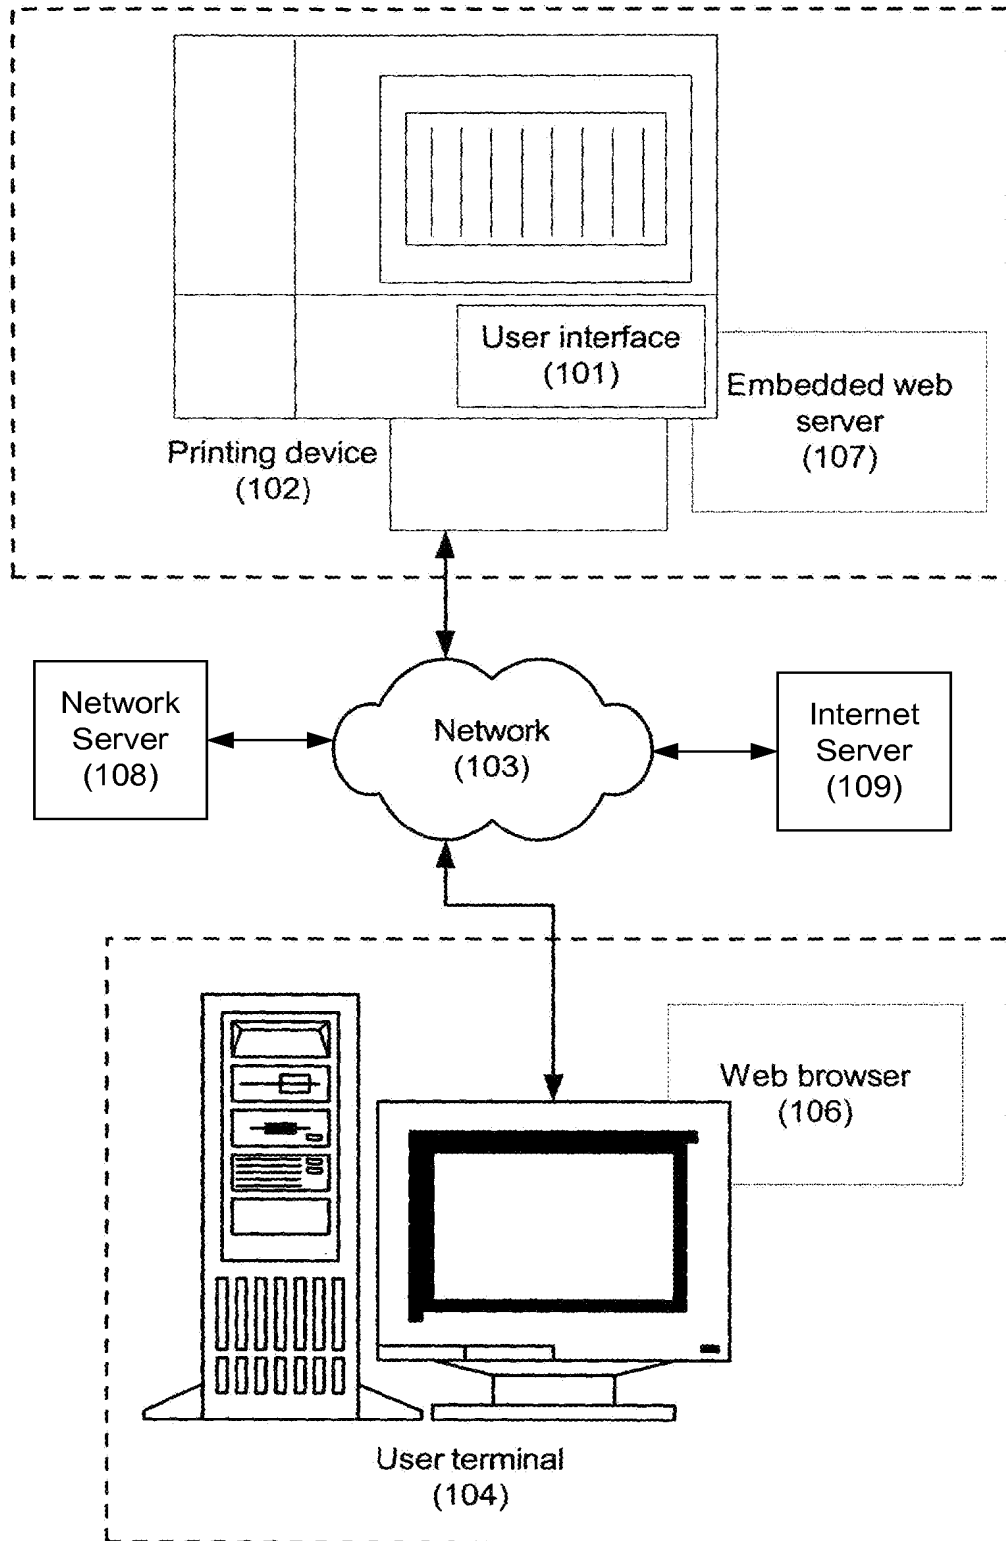 User interface
(101)
Embedded web
server
(107)
Printing device
(102)
Network
Server
(108)
Network
(103)
Internet
Server
(109)
Web browser
(106)
User terminal
(104)